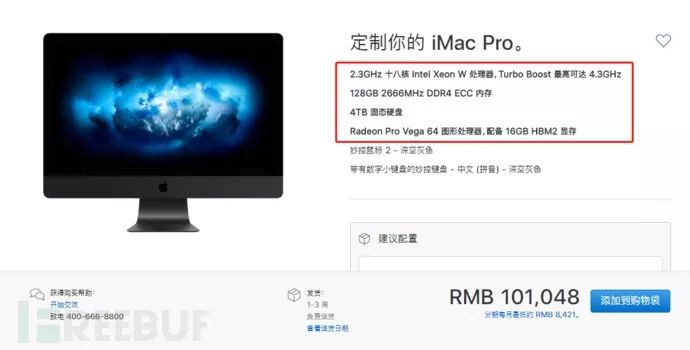 定制你的 iMac Pro。
2.3GHz 十八核 Intel Xeon W 处理器, Turbo Boost 最高可达 4.3GHz
128GB 2666MHz DDR4 ECC 内存
4TB 固态硬盘
Radeon Pro Vega 64 图形处理器, 配备 16GB HBM2 显存
妙控鼠标 2 - 深空灰色
带有数字小键盘的妙控键盘 - 中文 (拼音) - 深空灰色
建议配置
获得购买帮助:
开始交流
致电 400-666-8800
发货:
1-3 周
免费送货
查看送货日期
RMB 101,048
分期每月最低约 RMB 8,421。
添加到购物袋
FREEBUF